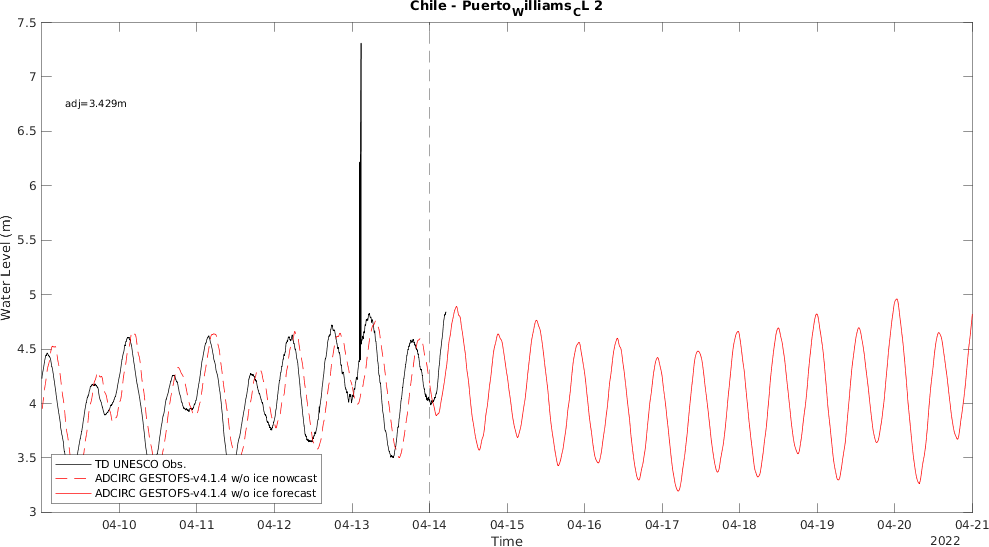 Chile - PuertoWilliamsCL 2
7.5
7
6.5
6
5.5
5
4.5
4
3.5
3
Water Level (m)
adj=3.429m
TD UNESCO Obs.
ADCIRC GESTOFS-v4.1.4 w/o ice nowcast
ADCIRC GESTOFS-v4.1.4 w/o ice forecast
04-10 04-11 04-12 04-13 04-14 04-15 04-16 04-17 04-18 04-19 04-20 04-21
Time
2022